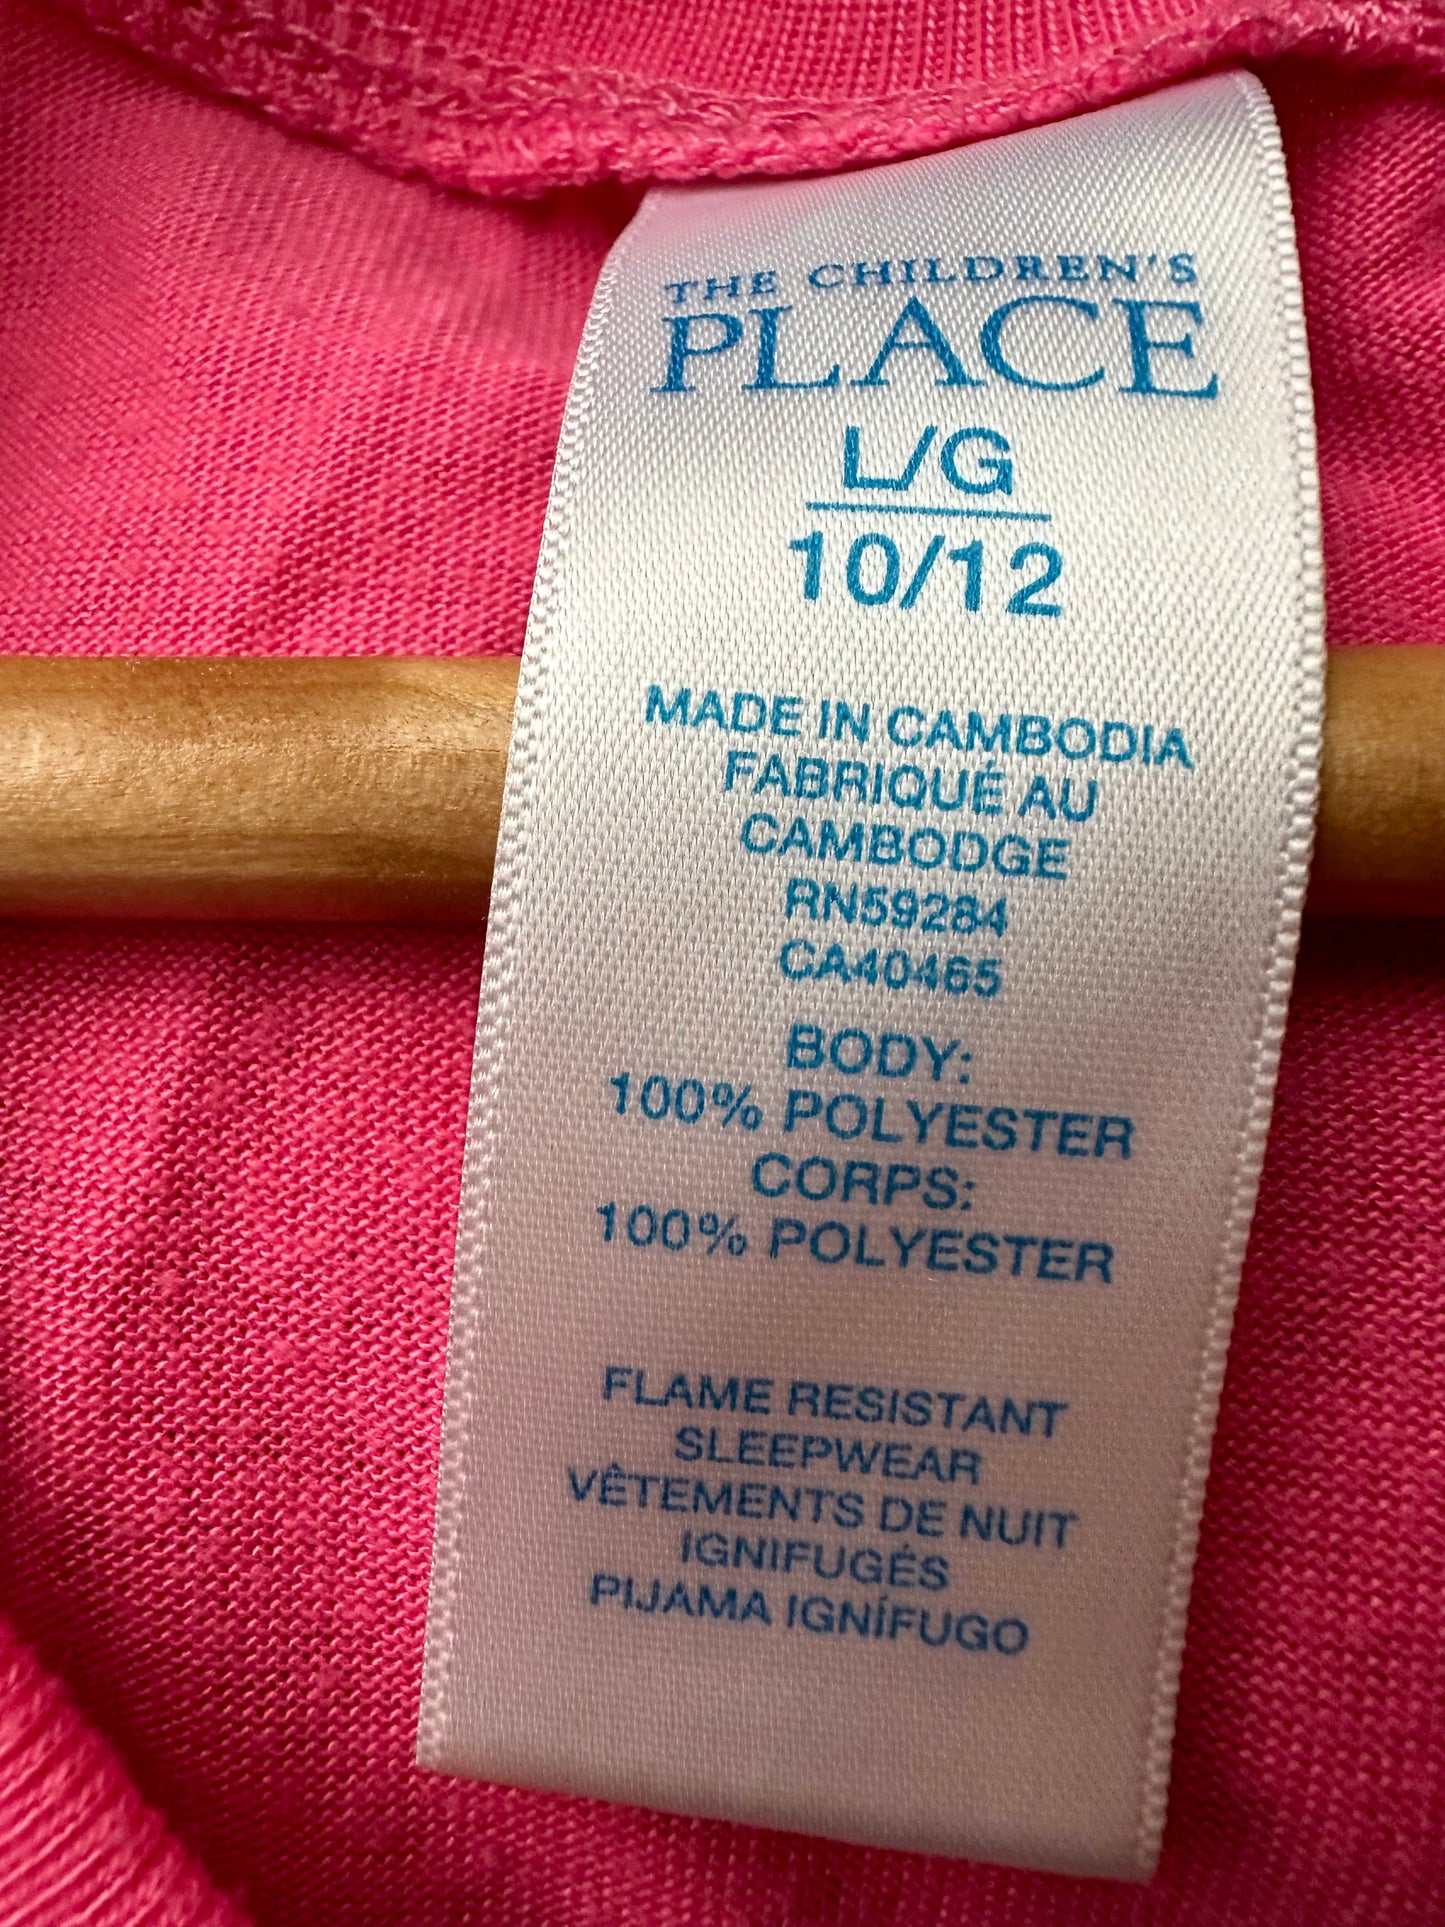 THE CHILDREN'S
PLACE
L/G
10/12
MADE IN CAMBODIA
FABRIQUÉ AU
CAMBODGE
RN59284
CA40465
BODY:
100% POLYESTER
CORPS:
100% POLYESTER
FLAME RESISTANT
SLEEPWEAR
VÊTEMENTS DE NUIT
IGNIFUGÉS
PIJAMA IGNÍFUGO